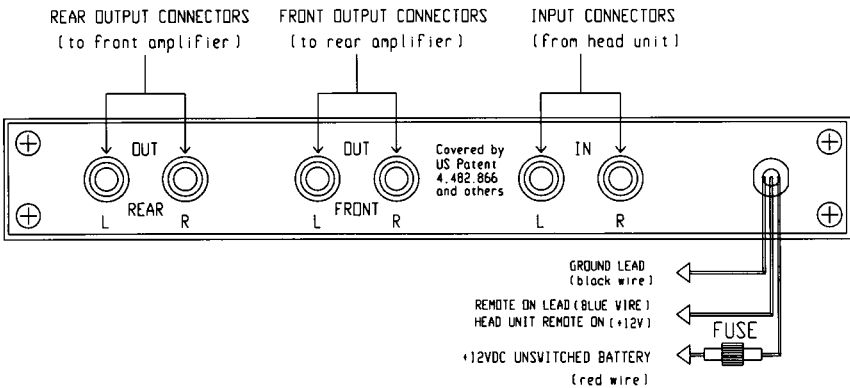 REAR OUTPUT CONNECTORS
(to front amplifier)
FRONT OUTPUT CONNECTORS
(to rear amplifier)
INPUT CONNECTORS
(from head unit)
OUT
REAR
L
R
OUT
FRONT
L
R
Covered by
US Patent
4.482.866
and others
IN
L
R
GROUND LEAD
(black wire)
REMOTE ON LEAD (BLUE WIRE)
HEAD UNIT REMOTE ON (+12V)
FUSE
+12VDC UNSWITCHED BATTERY
(red wire)